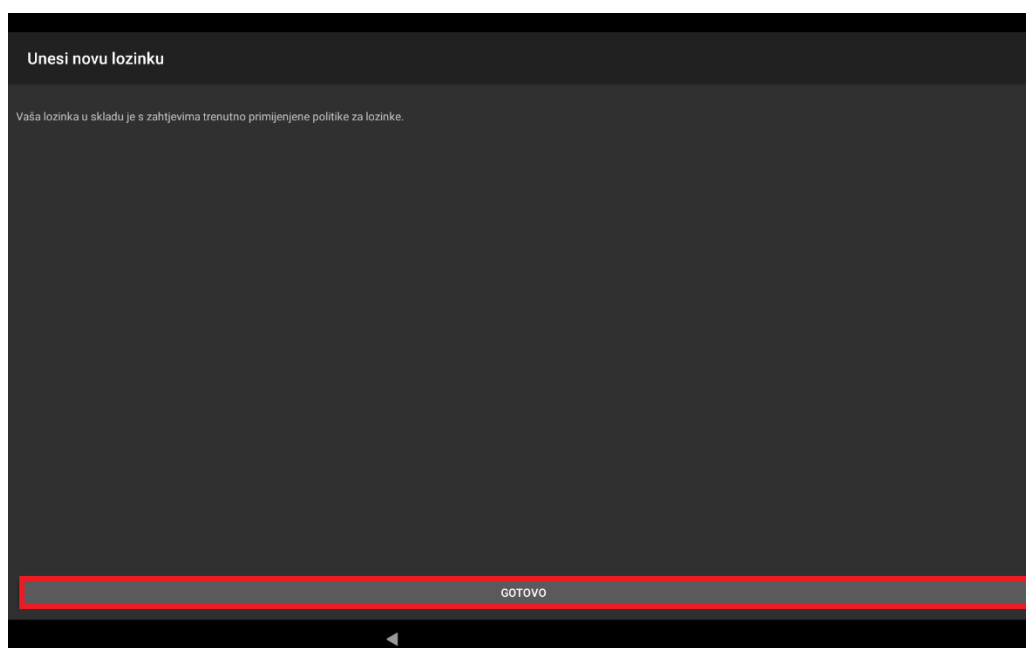 Unesi novu lozinku
Vaša lozinka u skladu je s zahtjevima trenutno primijenjene politike za lozinke.
GOTOVO